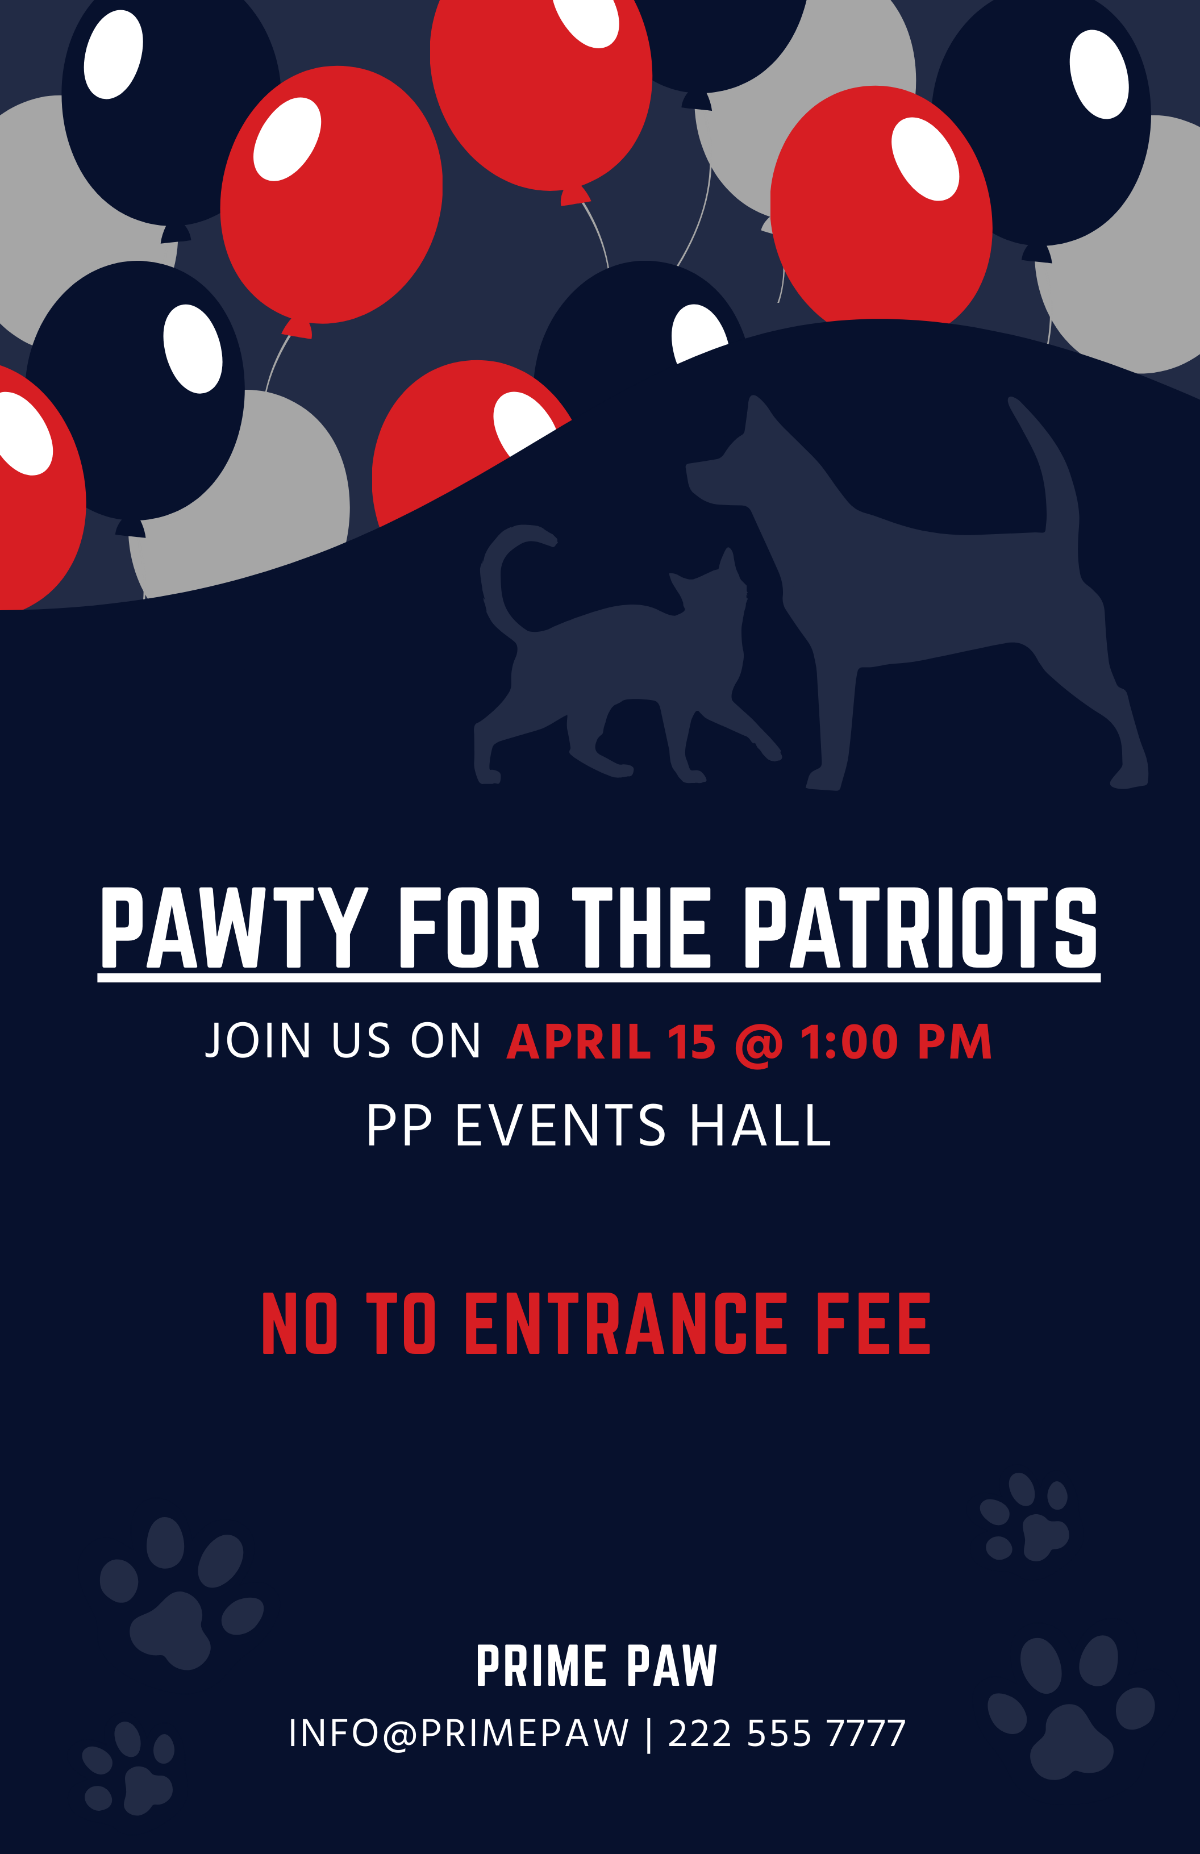 PAWTY FOR THE PATRIOTS
JOIN US ON APRIL 15 @ 1:00 PM
PP EVENTS HALL
NO TO ENTRANCE FEE
PRIME PAW
INFO@PRIMEPAW | 222 555 7777